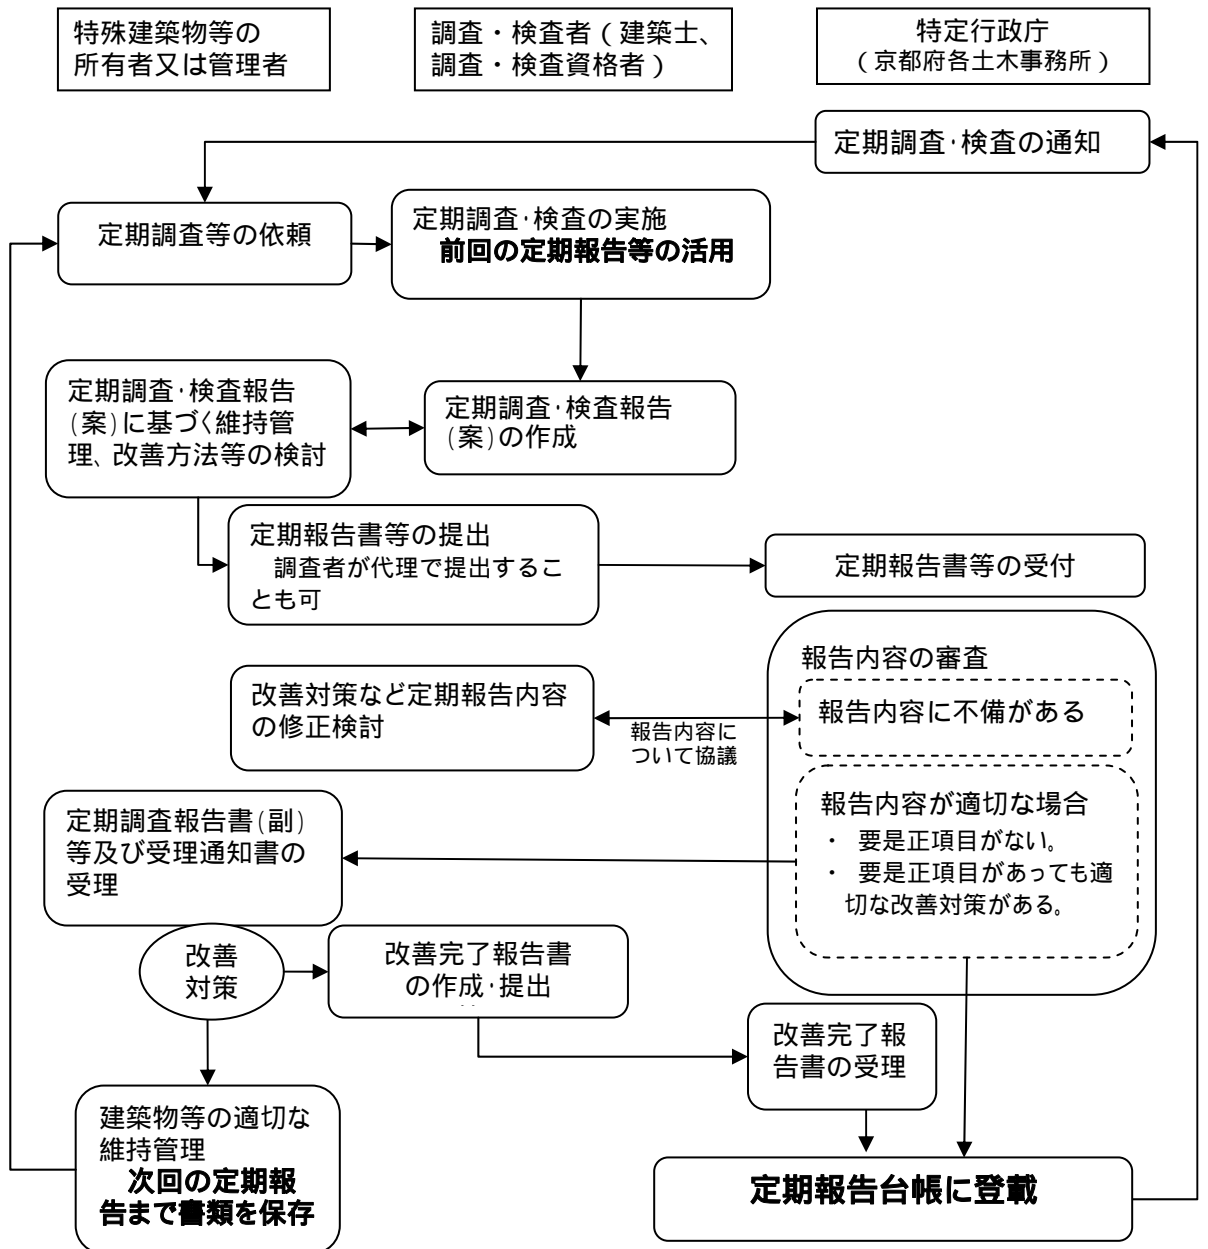 特殊建築物等の
所有者又は管理者
調査・検査者（建築士、
調査・検査資格者）
特定行政庁
（京都府各土木事務所）
定期調査･検査の通知
定期調査等の依頼
定期調査･検査の実施
前回の定期報告等の活用
定期調査･検査報告
(案)に基づく維持管
理、改善方法等の検討
定期調査･検査報告
(案)の作成
定期報告書等の提出
調査者が代理で提出するこ
とも可
定期報告書等の受付
報告内容の審査
報告内容に不備がある
改善対策など定期報告内容
の修正検討
報告内容に
ついて協議
報告内容が適切な場合
・ 要是正項目がない。
・ 要是正項目があっても適
切な改善対策がある。
定期調査報告書(副)
等及び受理通知書の
受理
改善
対策
改善完了報告書
の作成･提出
改善完了報
告書の受理
建築物等の適切な
維持管理
次回の定期報
告まで書類を保存
定期報告台帳に登載